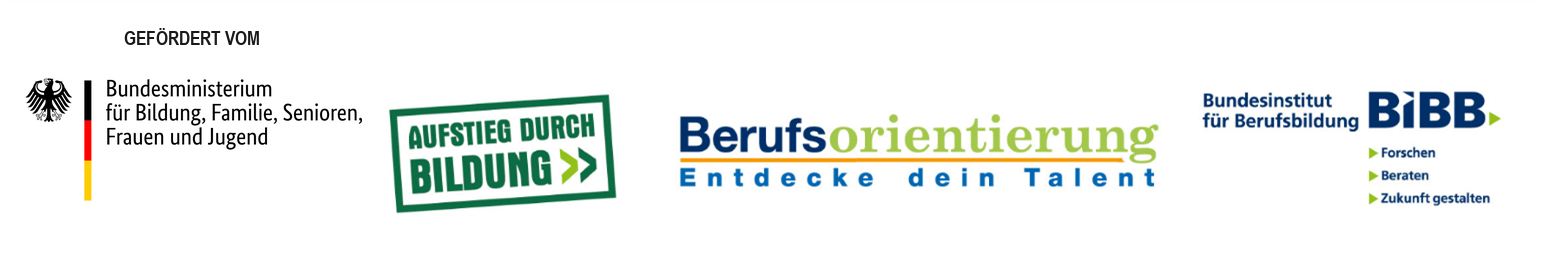 GEFÖRDERT VOM
Bundesministerium
für Bildung, Familie, Senioren,
Frauen und Jugend
AUFSTIEG DURCH
BILDUNG
Berufsorientierung
Entdecke dein Talent
Bundesinstitut
für Berufsbildung
BiBB
Forschen
Beraten
Zukunft gestalten